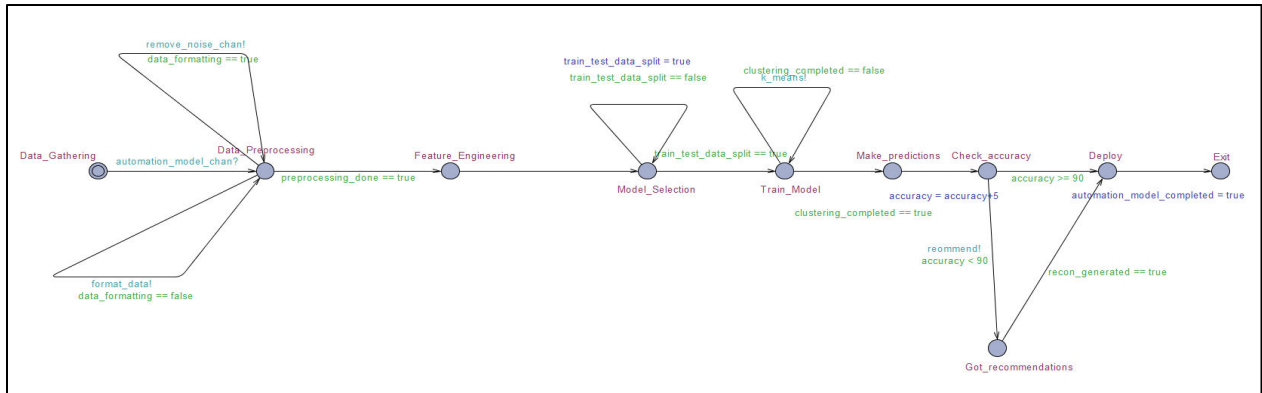 remove_noise_chan!
data_formatting == true
train_test_data_split = true
train_test_data_split == false
clustering_completed == false
k_means!
Data_Gathering
automation_model_chan?
Data_Preprocessing
preprocessing_done == true
Feature_Engineering
Model_Selection
train_test_data_split == true
Train_Model
Make_predictions
Check_accuracy
Deploy
Exit
accuracy >= 90
clustering_completed == true
accuracy = accuracy+5
automation_model_completed = true
reommend!
accuracy < 90
recon_generated == true
format_data!
data_formatting == false
Got_recommendations